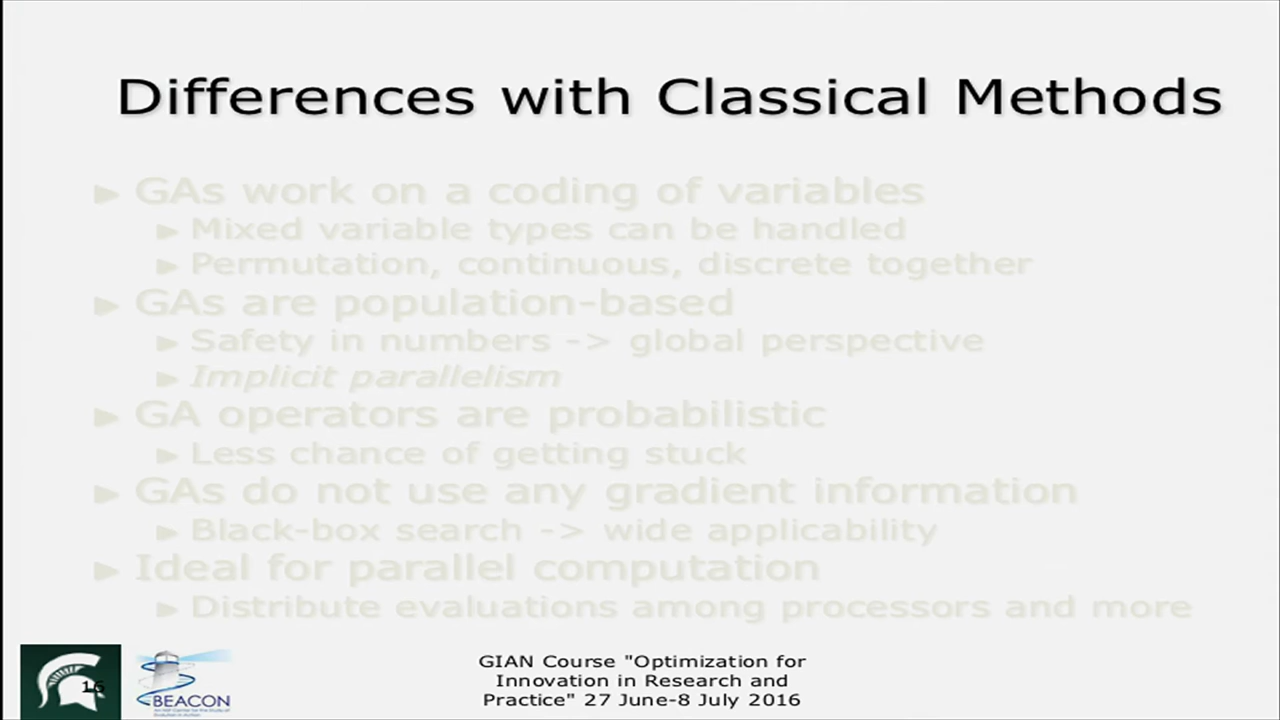 Differences with Classical Methods
GAs work on a coding of variables
Mixed variable types can be handled
Permutation, continuous, discrete together
GAs are population-based
Safety in numbers -> global perspective
Implicit parallelism
GA operators are probabilistic
Less chance of getting stuck
GAs do not use any gradient information
Black-box search -> wide applicability
Ideal for parallel computation
Distribute evaluations among processors and more
16
BEACON
GIAN Course "Optimization for
Innovation in Research and
Practice" 27 June-8 July 2016